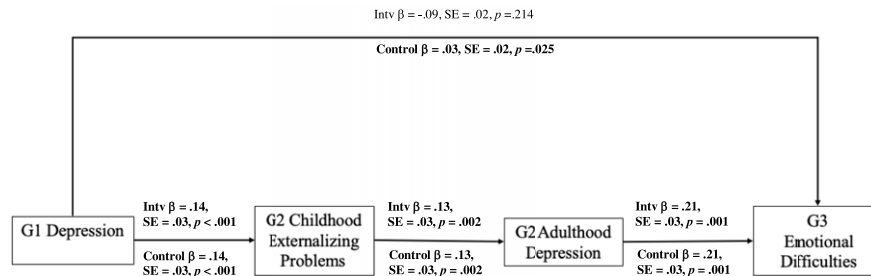 Intv β = -.09, SE = .02, p =.214
Control β = .03, SE = .02, p =.025
G1 Depression
Intv β = .14,
SE = .03, p < .001
Control β = .14,
SE = .03, p < .001
G2 Childhood
Externalizing
Problems
Intv β = .13,
SE = .03, p = .002
Control β = .13,
SE = .03, p = .002
G2 Adulthood
Depression
Intv β = .21,
SE = .03, p = .001
Control β = .21,
SE = .03, p = .001
G3
Emotional
Difficulties